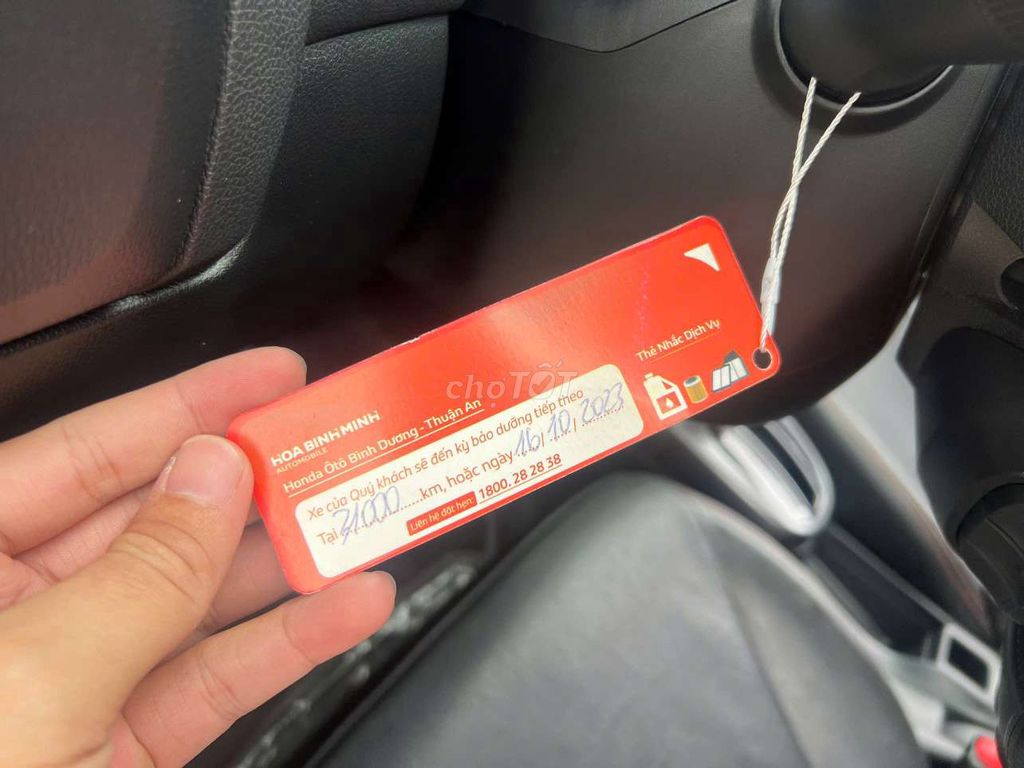 HOA BINH MINH
AUTOMOBILE
Honda Ôtô Bình Dương - Thuận An
Thẻ Nhắc Dịch Vụ
Xe của Quý khách sẽ đến kỳ bảo dưỡng tiếp theo
Tại 71000 km, hoặc ngày 16/10/2023
Liên hệ đặt hẹn: 1800. 28 28 38
chợTỐT